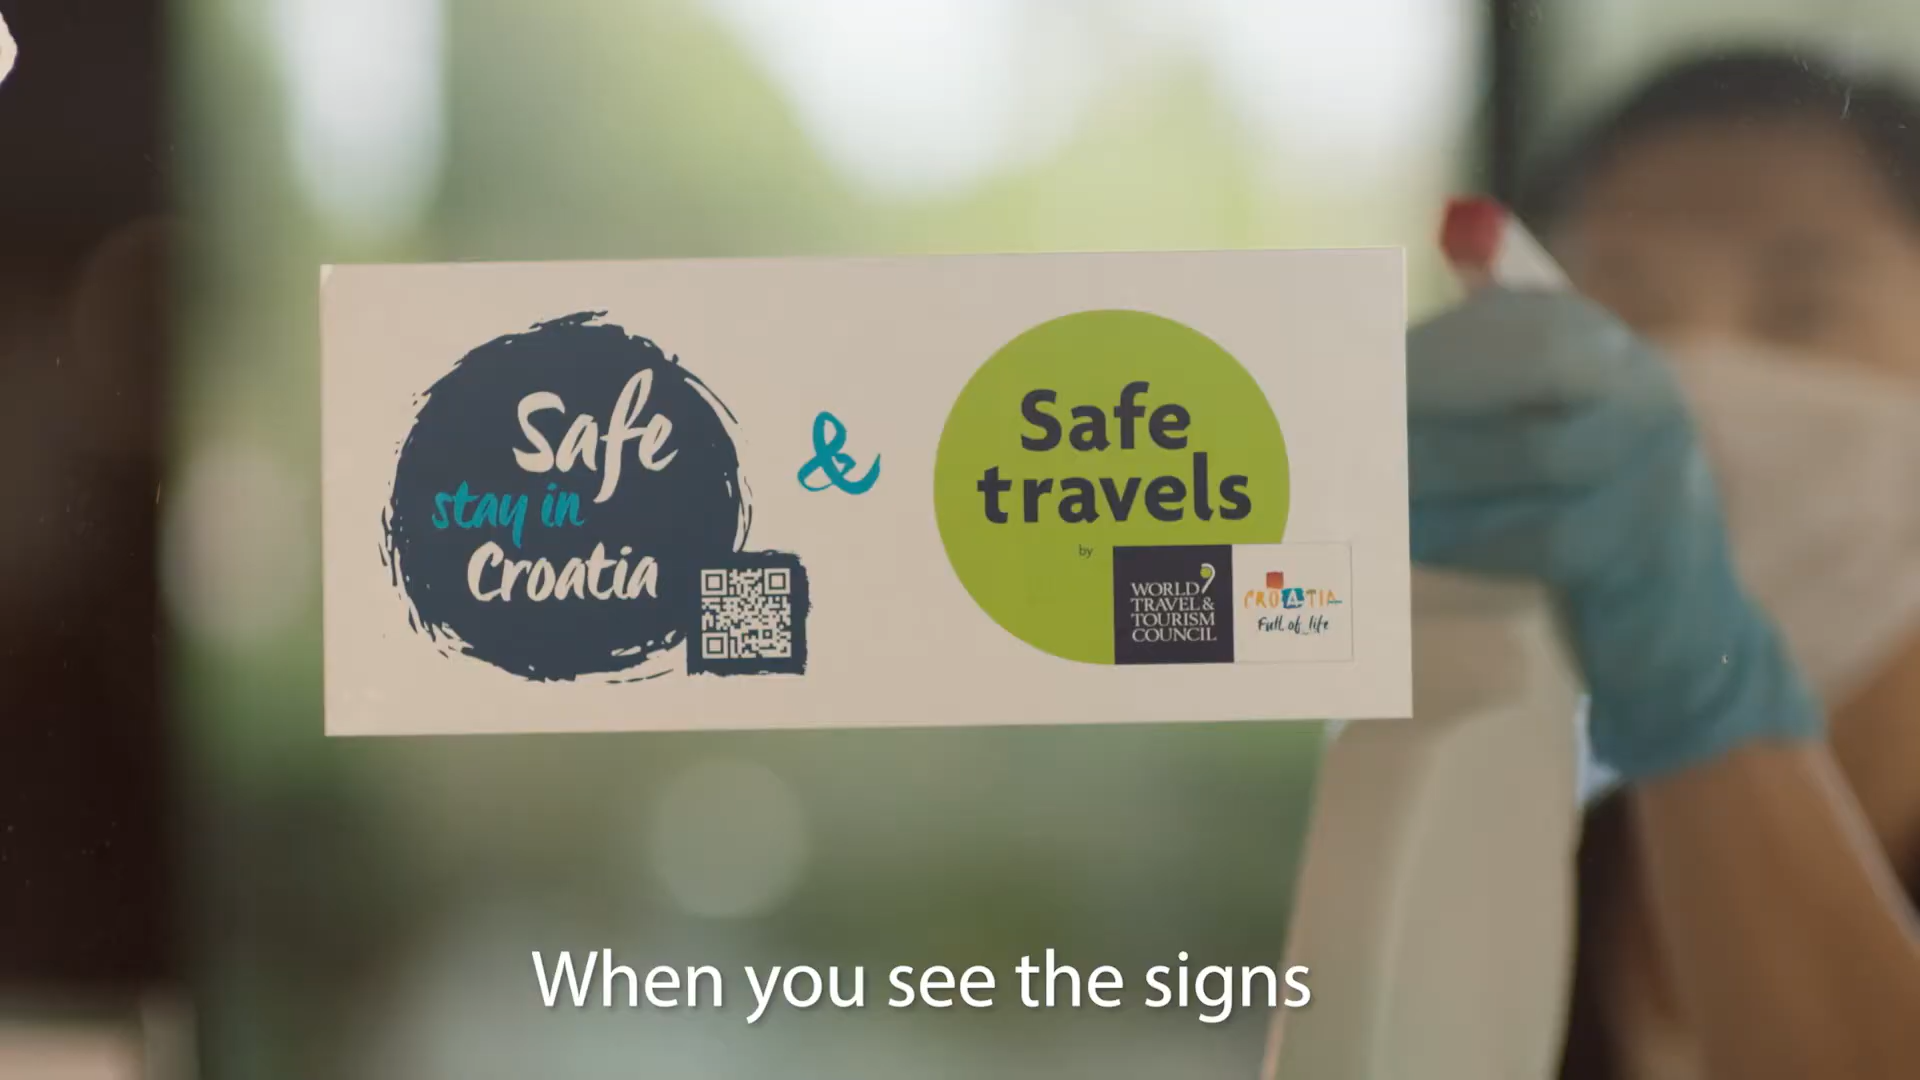 Safe
stay in
Croatia
&
Safe
travels
by
WORLD
TRAVEL &
TOURISM
COUNCIL
CROATIA
Full of life
When you see the signs